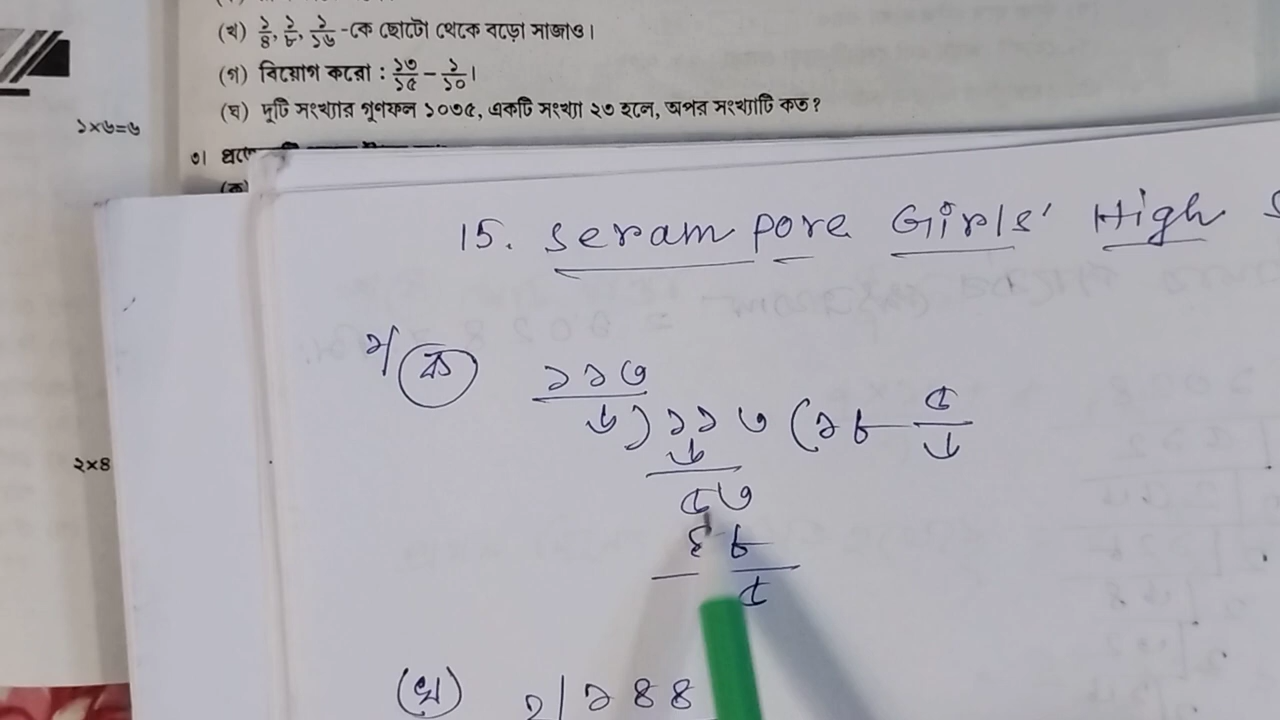 (খ) ১/৪, ১/৮, ১/১৬ -কে ছোটো থেকে বড়ো সাজাও।
(গ) বিয়োগ করো : ১৩/১৫ − ১/১০।
(ঘ) দুটি সংখ্যার গুণফল ১০৩৫, একটি সংখ্যা ২৩ হলে, অপর সংখ্যাটি কত?
১×৬=৬
৩।
(ক)
15. Serampore Girls' High
১/ (ক) ১১৩
৬) ১১৩ (১৮ ৫/৬
৬
৫৩
৪৮
৫
২×৪
(খ) ২/১৪৪